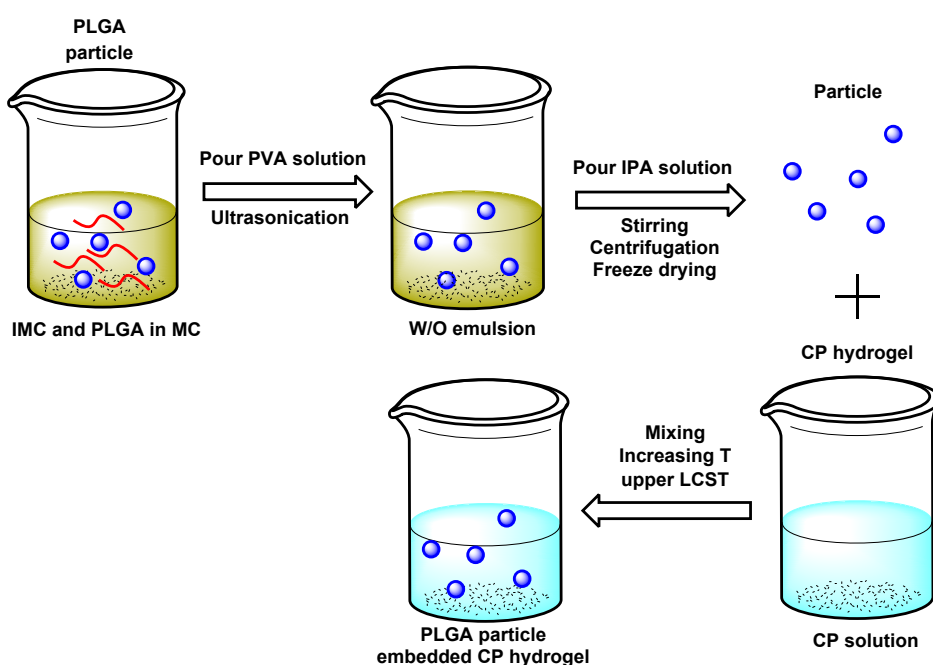 PLGA
particle
IMC and PLGA in MC
Pour PVA solution
Ultrasonication
W/O emulsion
Pour IPA solution
Stirring
Centrifugation
Freeze drying
Particle
CP hydrogel
CP solution
Mixing
Increasing T
upper LCST
PLGA particle
embedded CP hydrogel